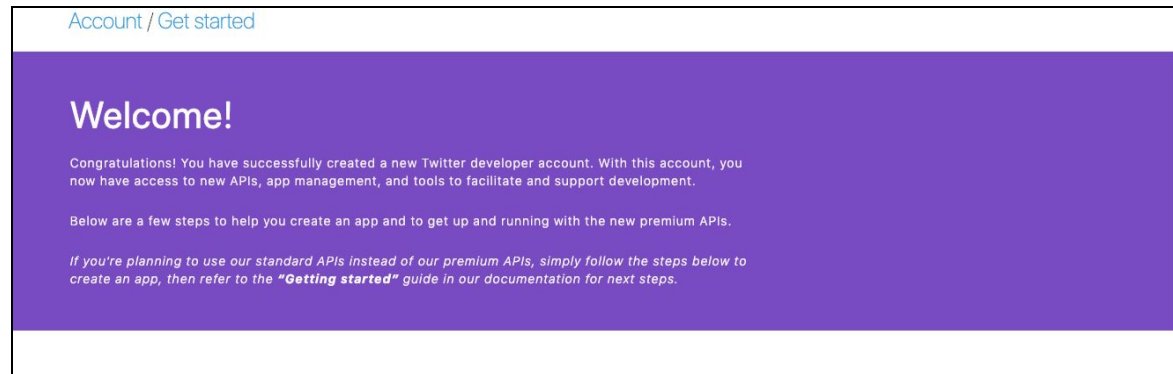 Account / Get started
Welcome!
Congratulations! You have successfully created a new Twitter developer account. With this account, you
now have access to new APIs, app management, and tools to facilitate and support development.
Below are a few steps to help you create an app and to get up and running with the new premium APIs.
If you're planning to use our standard APIs instead of our premium APIs, simply follow the steps below to
create an app, then refer to the “Getting started” guide in our documentation for next steps.